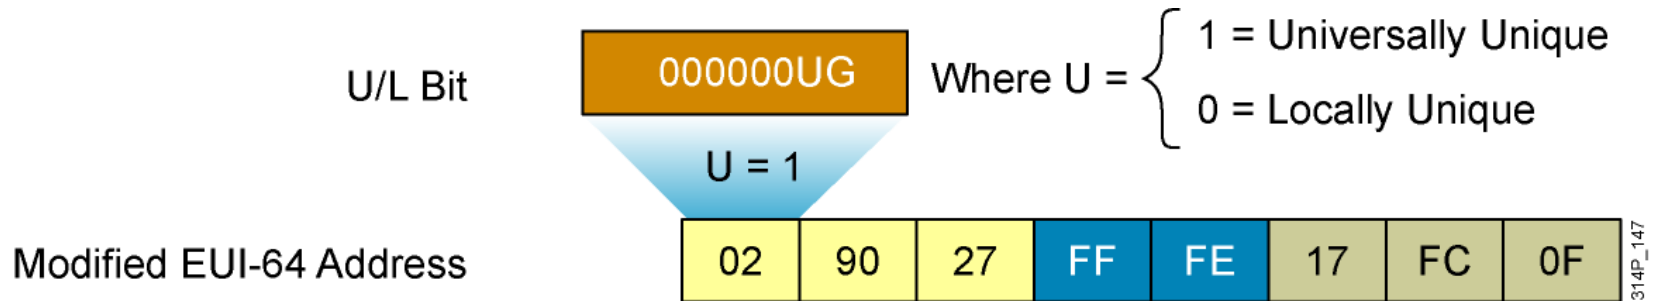 1 = Universally Unique
U/L Bit 000000UG Where U =
0 = Locally Unique
U = 1
Modified EUI-64 Address 02 90 27 FF FE 17 FC 0F
314P_147